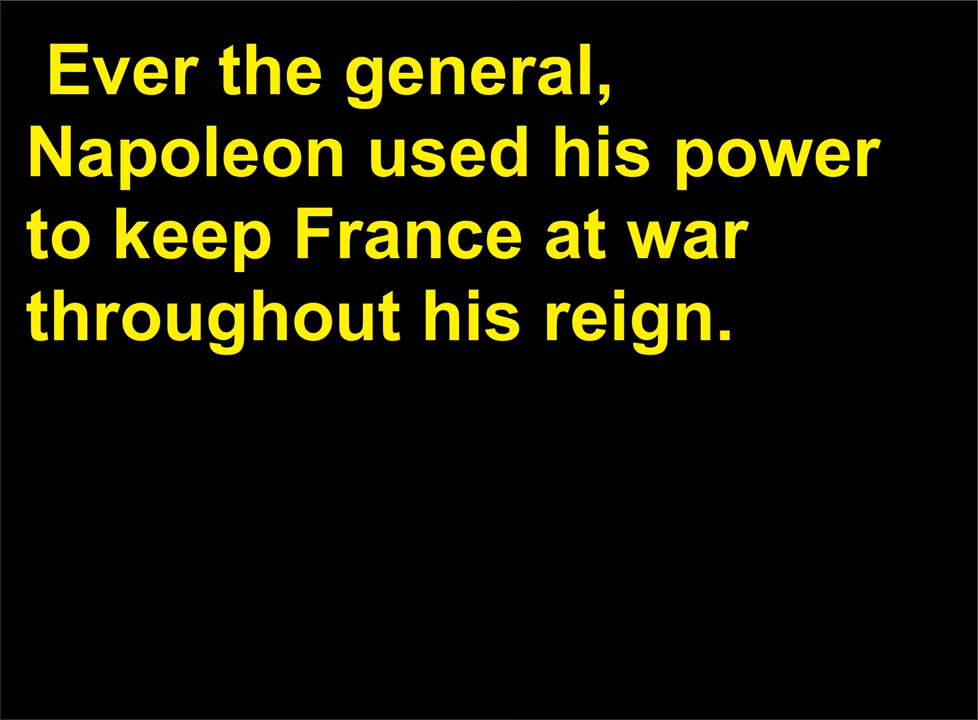 Ever the general,
Napoleon used his power
to keep France at war
throughout his reign.